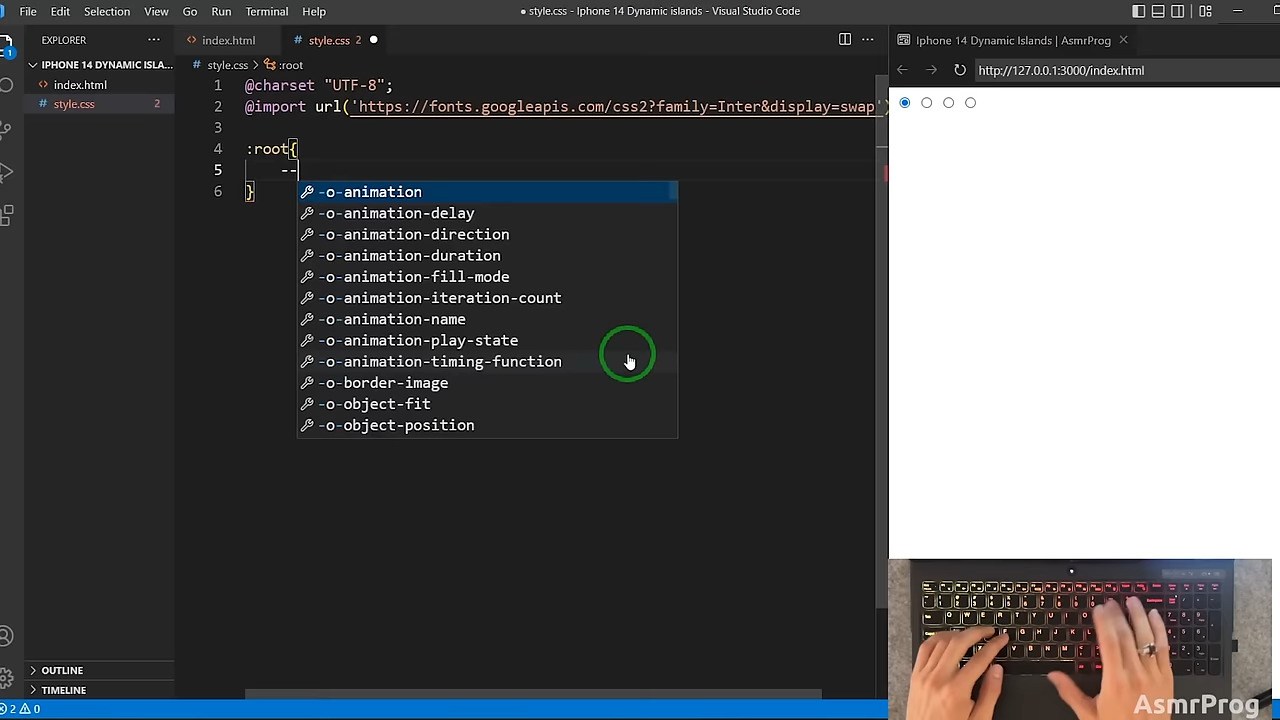 File Edit Selection View Go Run Terminal Help
● style.css - Iphone 14 Dynamic islands - Visual Studio Code
EXPLORER ···
IPHONE 14 DYNAMIC ISLA...
<> index.html
# style.css 2
<> index.html
# style.css 2 ●
# style.css > :root
1 @charset "UTF-8";
2 @import url('https://fonts.googleapis.com/css2?family=Inter&display=swap')
3
4 :root{
5 --
6 }
-o-animation
-o-animation-delay
-o-animation-direction
-o-animation-duration
-o-animation-fill-mode
-o-animation-iteration-count
-o-animation-name
-o-animation-play-state
-o-animation-timing-function
-o-border-image
-o-object-fit
-o-object-position
OUTLINE
TIMELINE
2 0
1
Iphone 14 Dynamic Islands | AsmrProg
http://127.0.0.1:3000/index.html
AsmrProg